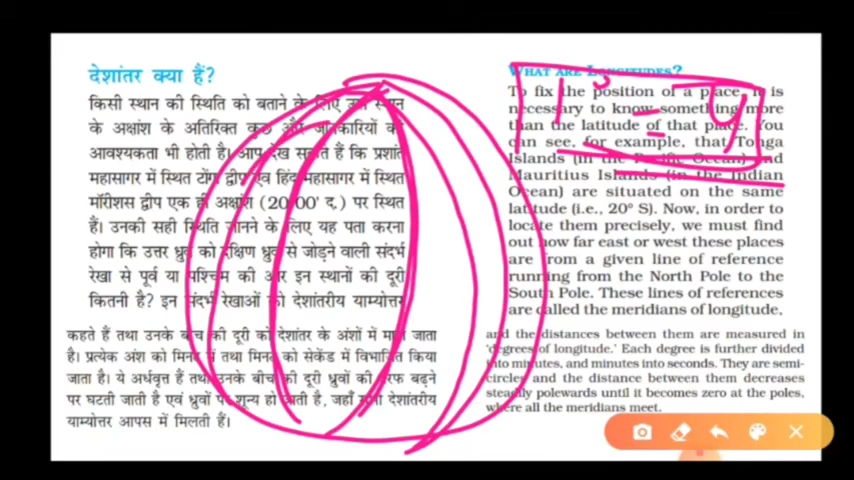 देशांतर क्या हैं?
किसी स्थान की स्थिति को बताने के लिए उस स्थान
के अक्षांश के अतिरिक्त कुछ और जानकारियों की
आवश्यकता भी होती है। आप देख सकते हैं कि प्रशांत
महासागर में स्थित टोंगा द्वीप एवं हिंद महासागर में स्थित
मॉरीशस द्वीप एक ही अक्षांश (20°00' द.) पर स्थित
हैं। उनकी सही स्थिति जानने के लिए यह पता करना
होगा कि उत्तर ध्रुव को दक्षिण ध्रुव से जोड़ने वाली संदर्भ
रेखा से पूर्व या पश्चिम की ओर इन स्थानों की दूरी
कितनी है? इन संदर्भ रेखाओं को देशांतरीय याम्योत्तर
कहते हैं तथा उनके बीच की दूरी को देशांतर के अंशों में मापा जाता
है। प्रत्येक अंश को मिनट में तथा मिनट को सेकेंड में विभाजित किया
जाता है। ये अर्धवृत्त हैं तथा उनके बीच की दूरी ध्रुवों की तरफ बढ़ने
पर घटती जाती है एवं ध्रुवों पर शून्य हो जाती है, जहाँ सभी देशांतरीय
याम्योत्तर आपस में मिलती हैं।
WHAT ARE LONGITUDES?
To fix the position of a place, it is
necessary to know something more
than the latitude of that place. You
can see, for example, that Tonga
Islands (in the Pacific Ocean) and
Mauritius Islands (in the Indian
Ocean) are situated on the same
latitude (i.e., 20° S). Now, in order to
locate them precisely, we must find
out how far east or west these places
are from a given line of reference
running from the North Pole to the
South Pole. These lines of references
are called the meridians of longitude,
and the distances between them are measured in
'degrees of longitude.' Each degree is further divided
into minutes, and minutes into seconds. They are semi-
circles and the distance between them decreases
steadily polewards until it becomes zero at the poles,
where all the meridians meet.